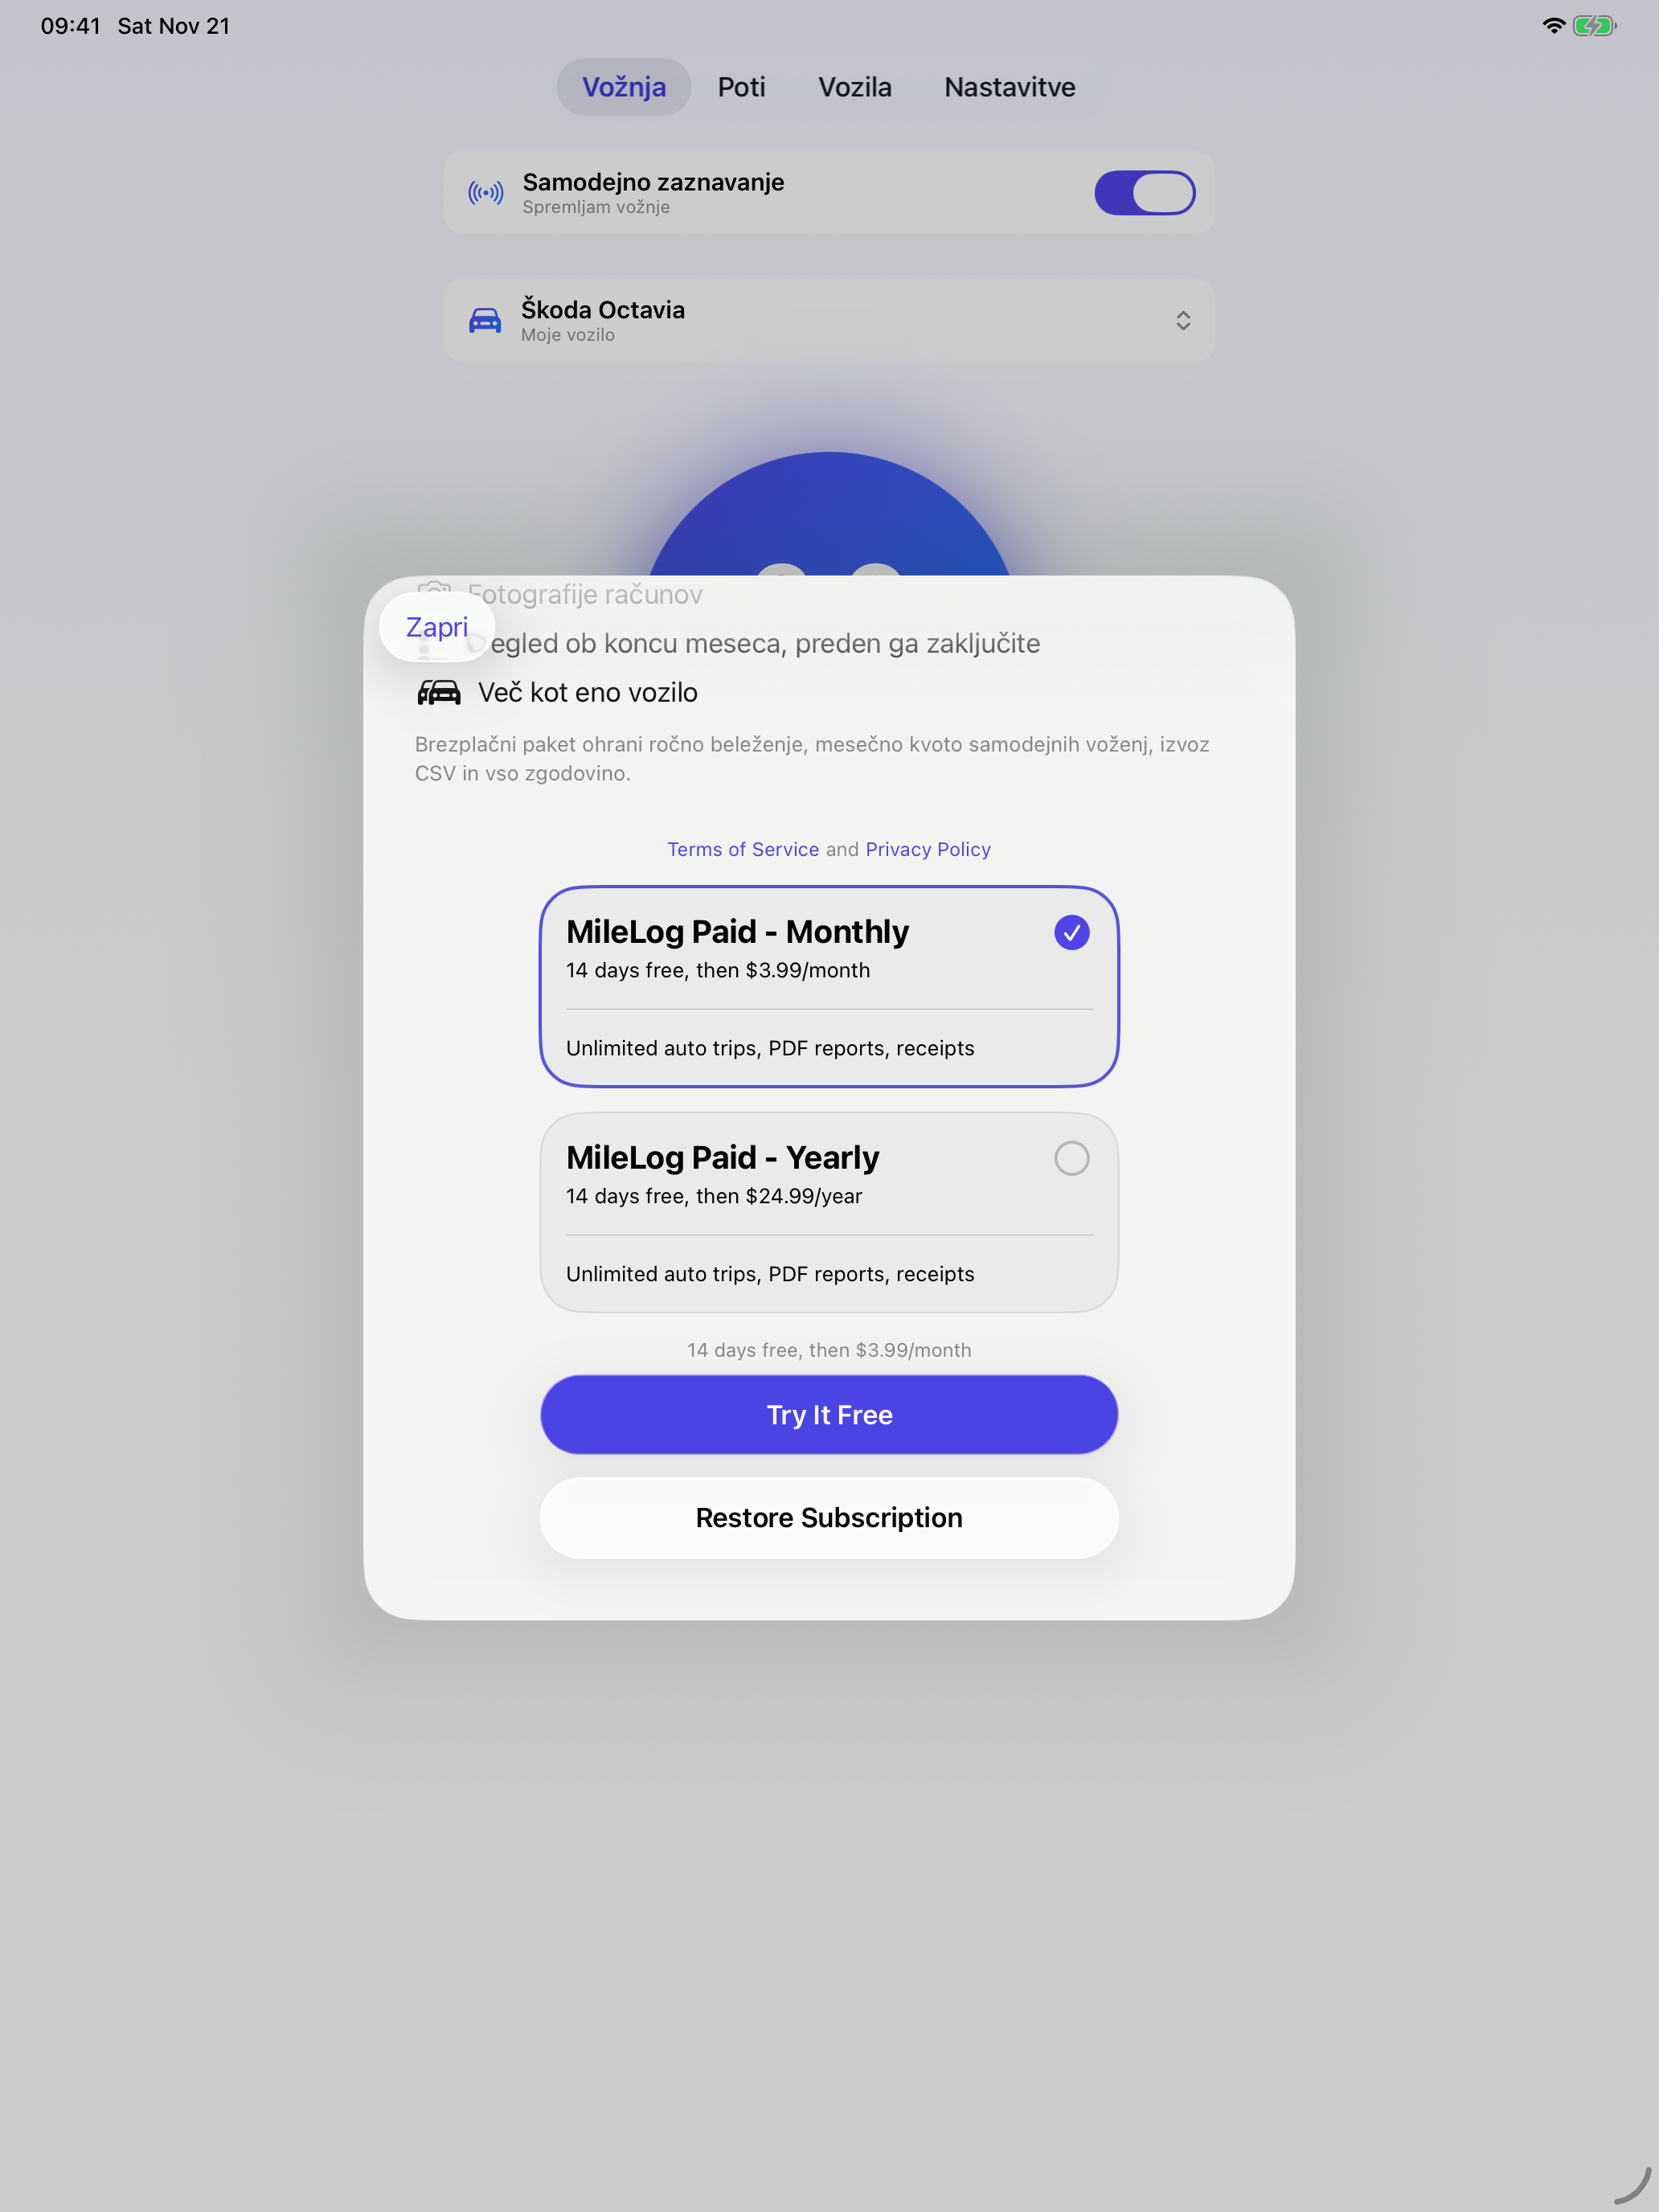 09:41 Sat Nov 21
Vožnja Poti Vozila Nastavitve
Samodejno zaznavanje
Spremljam vožnje
Škoda Octavia
Moje vozilo
Fotografije računov
Zapri
egled ob koncu meseca, preden ga zaključite
Več kot eno vozilo
Brezplačni paket ohrani ročno beleženje, mesečno kvoto samodejnih voženj, izvoz
CSV in vso zgodovino.
Terms of Service and Privacy Policy
MileLog Paid - Monthly
14 days free, then $3.99/month
Unlimited auto trips, PDF reports, receipts
MileLog Paid - Yearly
14 days free, then $24.99/year
Unlimited auto trips, PDF reports, receipts
14 days free, then $3.99/month
Try It Free
Restore Subscription